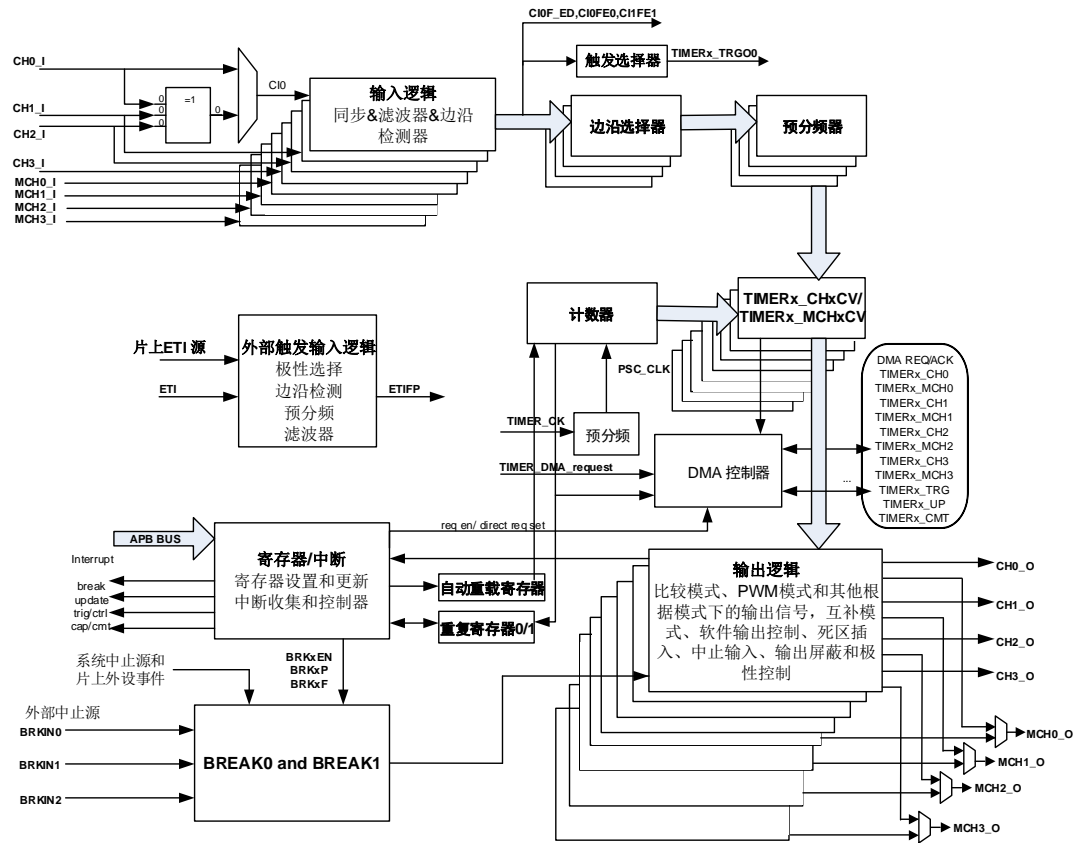 CI0F_ED,CI0FE0,CI1FE1
CH0_I
触发选择器
TIMERx_TRGO0
=1
0
0
0
0
CI0
CH1_I
CH2_I
CH3_I
MCH0_I
MCH1_I
MCH2_I
MCH3_I
输入逻辑
同步&滤波器&边沿
检测器
边沿选择器
预分频器
计数器
TIMERx_CHxCV/
TIMERx_MCHxCV
片上ETI 源
ETI
外部触发输入逻辑
极性选择
边沿检测
预分频
滤波器
ETIFP
PSC_CLK
TIMER_CK
预分频
TIMER_DMA_request
DMA 控制器
...
DMA REQ/ACK
TIMERx_CH0
TIMERx_MCH0
TIMERx_CH1
TIMERx_MCH1
TIMERx_CH2
TIMERx_MCH2
TIMERx_CH3
TIMERx_MCH3
TIMERx_TRG
TIMERx_UP
TIMERx_CMT
req en/ direct req set
APB BUS
Interrupt
break
update
trig/ctrl
cap/cmt
寄存器/中断
寄存器设置和更新
中断收集和控制器
自动重载寄存器
重复寄存器0/1
输出逻辑
比较模式、PWM模式和其他根
据模式下的输出信号，互补模
式、软件输出控制、死区插
入、中止输入、输出屏蔽和极
性控制
CH0_O
CH1_O
CH2_O
CH3_O
MCH0_O
MCH1_O
MCH2_O
MCH3_O
系统中止源和
片上外设事件
BRKxEN
BRKxP
BRKxF
外部中止源
BRKIN0
BRKIN1
BRKIN2
BREAK0 and BREAK1